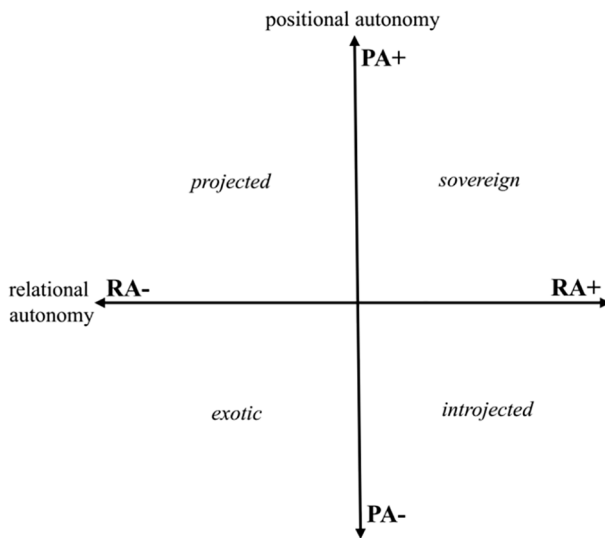 positional autonomy
PA+
projected
sovereign
relational
autonomy
RA-
RA+
exotic
introjected
PA-